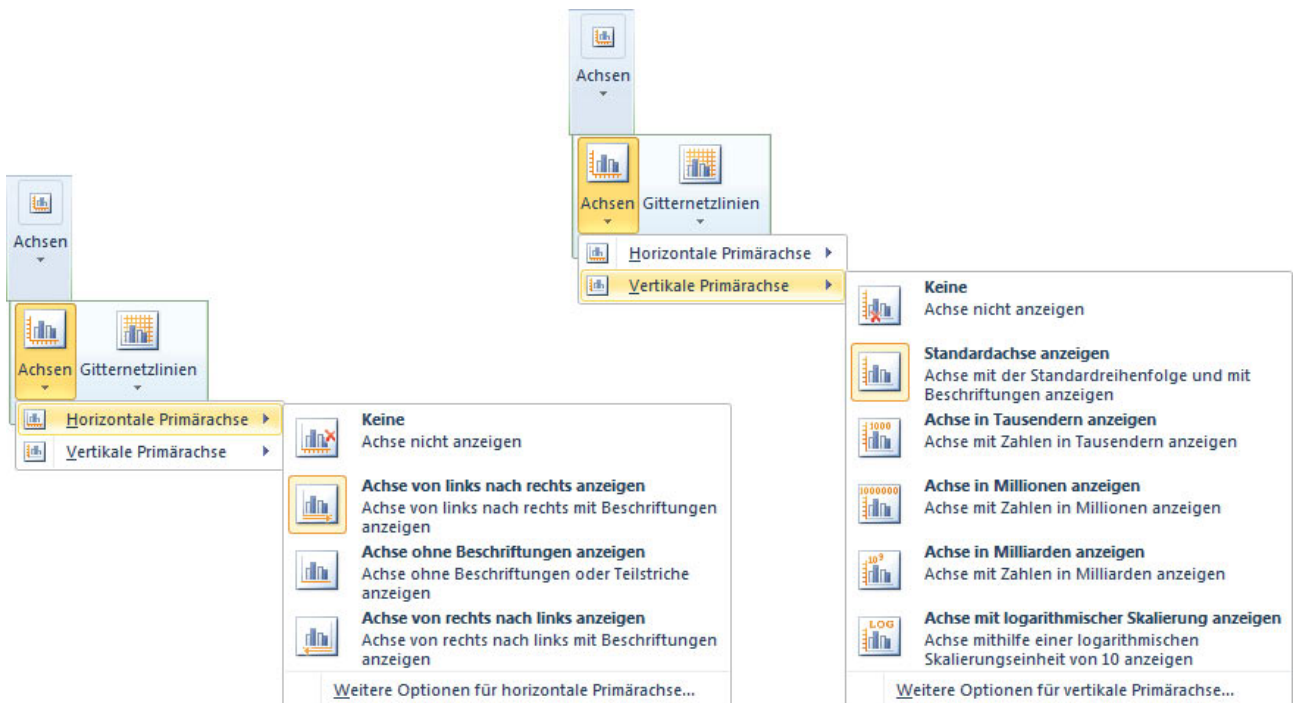 Achsen
Achsen Gitternetzlinien
Horizontale Primärachse
Vertikale Primärachse
Keine
Achse nicht anzeigen
Achse von links nach rechts anzeigen
Achse von links nach rechts mit Beschriftungen
anzeigen
Achse ohne Beschriftungen anzeigen
Achse ohne Beschriftungen oder Teilstriche
anzeigen
Achse von rechts nach links anzeigen
Achse von rechts nach links mit Beschriftungen
anzeigen
Weitere Optionen für horizontale Primärachse...
Achsen
Achsen Gitternetzlinien
Horizontale Primärachse
Vertikale Primärachse
Keine
Achse nicht anzeigen
Standardachse anzeigen
Achse mit der Standardreihenfolge und mit
Beschriftungen anzeigen
1000
Achse in Tausendern anzeigen
Achse mit Zahlen in Tausendern anzeigen
1000000
Achse in Millionen anzeigen
Achse mit Zahlen in Millionen anzeigen
10⁹
Achse in Milliarden anzeigen
Achse mit Zahlen in Milliarden anzeigen
LOG
Achse mit logarithmischer Skalierung anzeigen
Achse mithilfe einer logarithmischen
Skalierungseinheit von 10 anzeigen
Weitere Optionen für vertikale Primärachse...